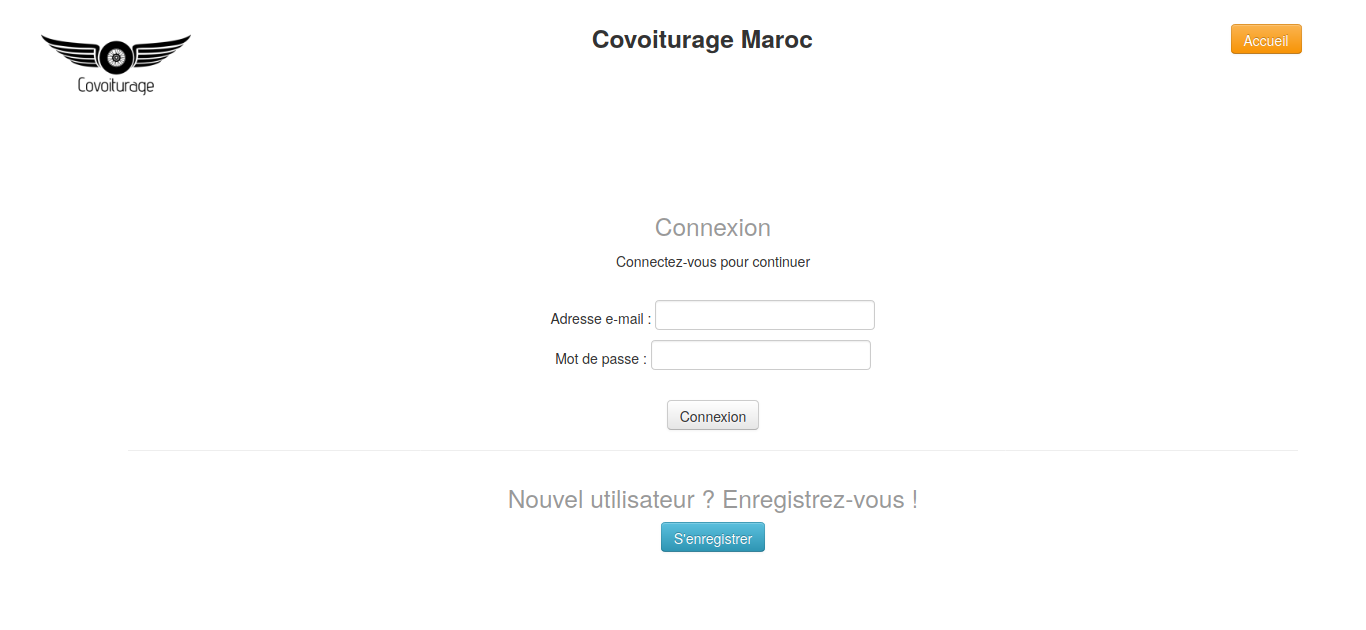 Covoiturage Maroc
Accueil
Covoiturage
Connexion
Connectez-vous pour continuer
Adresse e-mail :
Mot de passe :
Connexion
Nouvel utilisateur ? Enregistrez-vous !
S'enregistrer